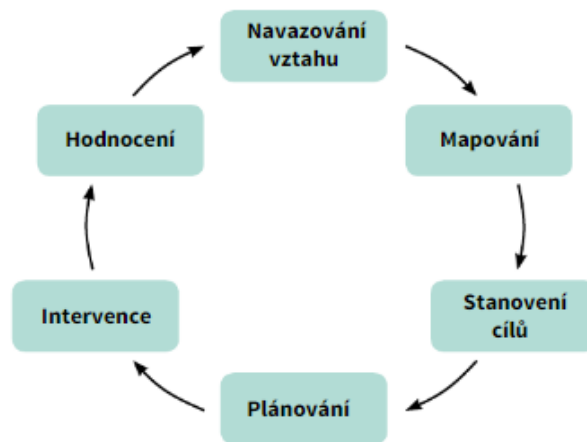 Navazování
vztahu
Mapování
Stanovení
cílů
Plánování
Intervence
Hodnocení